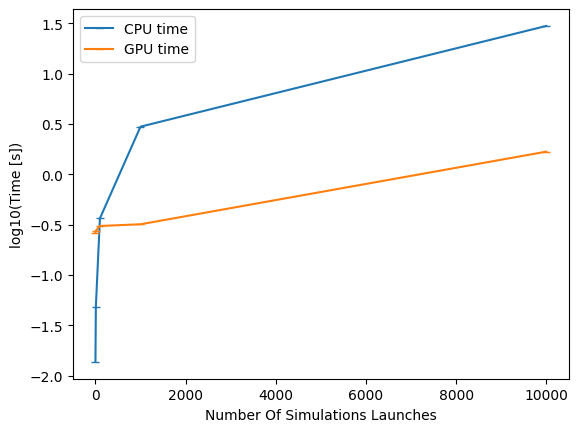 CPU time
GPU time
1.5
1.0
0.5
0.0
−0.5
−1.0
−1.5
−2.0
log10(Time [s])
0 2000 4000 6000 8000 10000
Number Of Simulations Launches